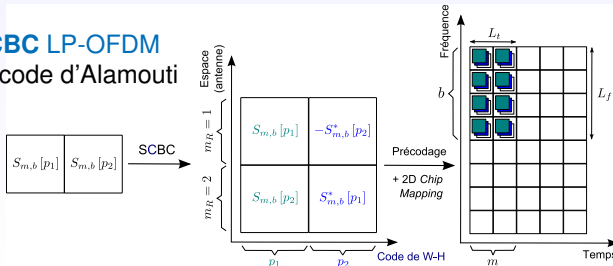 CBC LP-OFDM
code d'Alamouti
S_{m,b}[p_1] S_{m,b}[p_2]
SCBC
Espace
(antenne)
m_R = 1
m_R = 2
S_{m,b}[p_1] -S^*_{m,b}[p_2]
S_{m,b}[p_2] S^*_{m,b}[p_1]
p_1 p_2
Code de W-H
Précodage
+ 2D Chip
Mapping
Fréquence
L_t
b
L_f
m
Temps